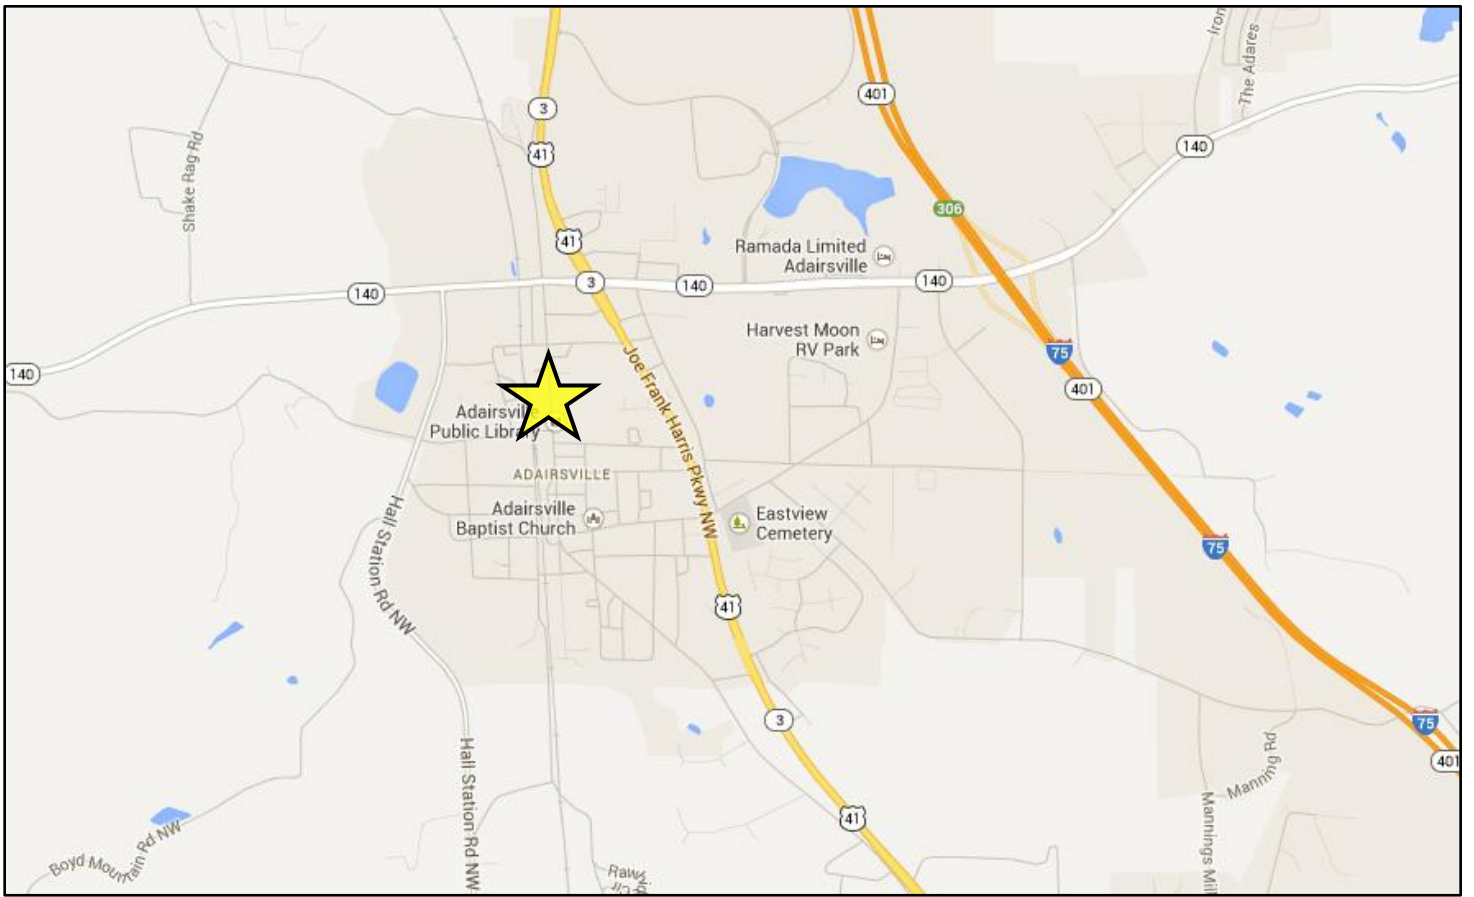 Iron
The Adares
401
3
41
140
Shake Rag Rd
306
41
Ramada Limited
Adairsville
3
140
140
140
Harvest Moon
RV Park
75
140
401
Joe Frank Harris Pkwy NW
Adairsville
Public Library
ADAIRSVILLE
Adairsville
Baptist Church
Eastview
Cemetery
Hall Station Rd NW
75
41
3
75
401
Manning Rd
Hall Station Rd NW
Mannings Mill
41
Boyd Mountain Rd NW